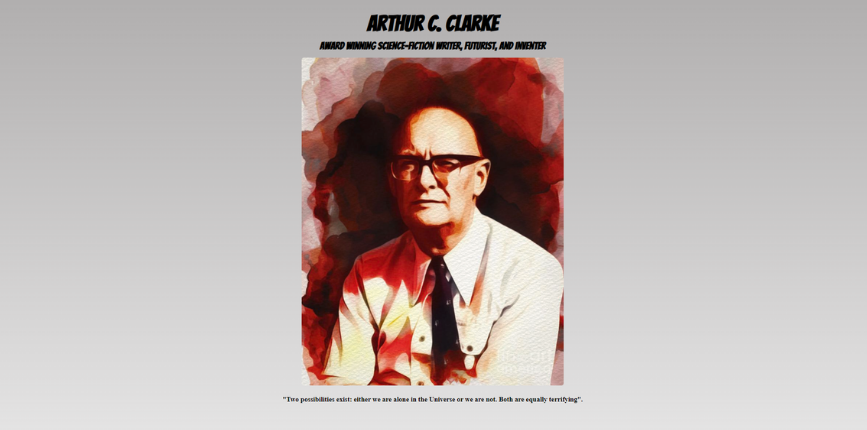 ARTHUR C. CLARKE
AWARD WINNING SCIENCE-FICTION WRITER, FUTURIST, AND INVENTER
"Two possibilities exist: either we are alone in the Universe or we are not. Both are equally terrifying".